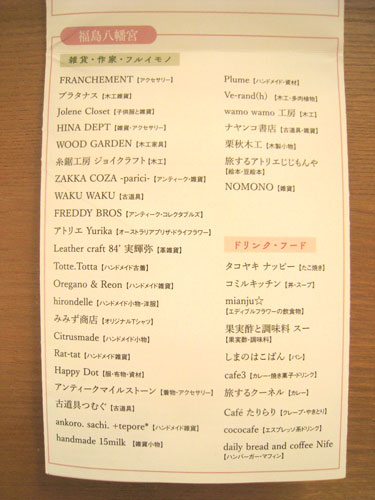 福島八幡宮
雑貨・作家・フルイモノ
FRANCHEMENT【アクセサリー】
プラタナス【木工雑貨】
Jolene Closet【子供服と雑貨】
HINA DEPT【雑貨・アクセサリー】
WOOD GARDEN【木工家具】
糸鋸工房 ジョイクラフト【木工】
ZAKKA COZA -parici-【アンティーク・雑貨】
WAKU WAKU【古道具】
FREDDY BROS【アンティーク・コレクタブルズ】
アトリエ Yurika【オーストラリアプリザ・ドライフラワー】
Leather craft 84' 実輝弥【革雑貨】
Totte.Totta【ハンドメイド古着】
Oregano & Reon【ハンドメイド雑貨】
hirondelle【ハンドメイド小物・洋服】
みみず商店【オリジナルTシャツ】
Citrusmade【ハンドメイド小物】
Rat-tat【ハンドメイド雑貨】
Happy Dot【服・布物・資材】
アンティークマイルストーン【着物・アクセサリー】
古道具つむぐ【古道具】
ankoro. sachi. +tepore*【ハンドメイド雑貨】
handmade 15milk【雑貨小物】
Plume【ハンドメイド・資材】
Ve-rand(h)【木工・多肉植物】
wamo wamo 工房【木工】
ナヤンコ書店【古道具・雑貨】
栗秋木工【木製小物】
旅するアトリエじじもんや
【絵本・豆絵本】
NOMONO【雑貨】
ドリンク・フード
タコヤキ ナッピー【たこ焼き】
コミルキッチン【丼・スープ】
mianju☆
【エディブルフラワーの飲食物】
果実酢と調味料 スー
【果実酢・調味料】
しまのはこぱん【パン】
cafe3【カレー・焼き菓子・ドリンク】
旅するクーネル【カレー】
Café たりらり【クレープ・やきとり】
cococafe【エスプレッソ系ドリンク】
daily bread and coffee Nife
【ハンバーガー・マフィン】